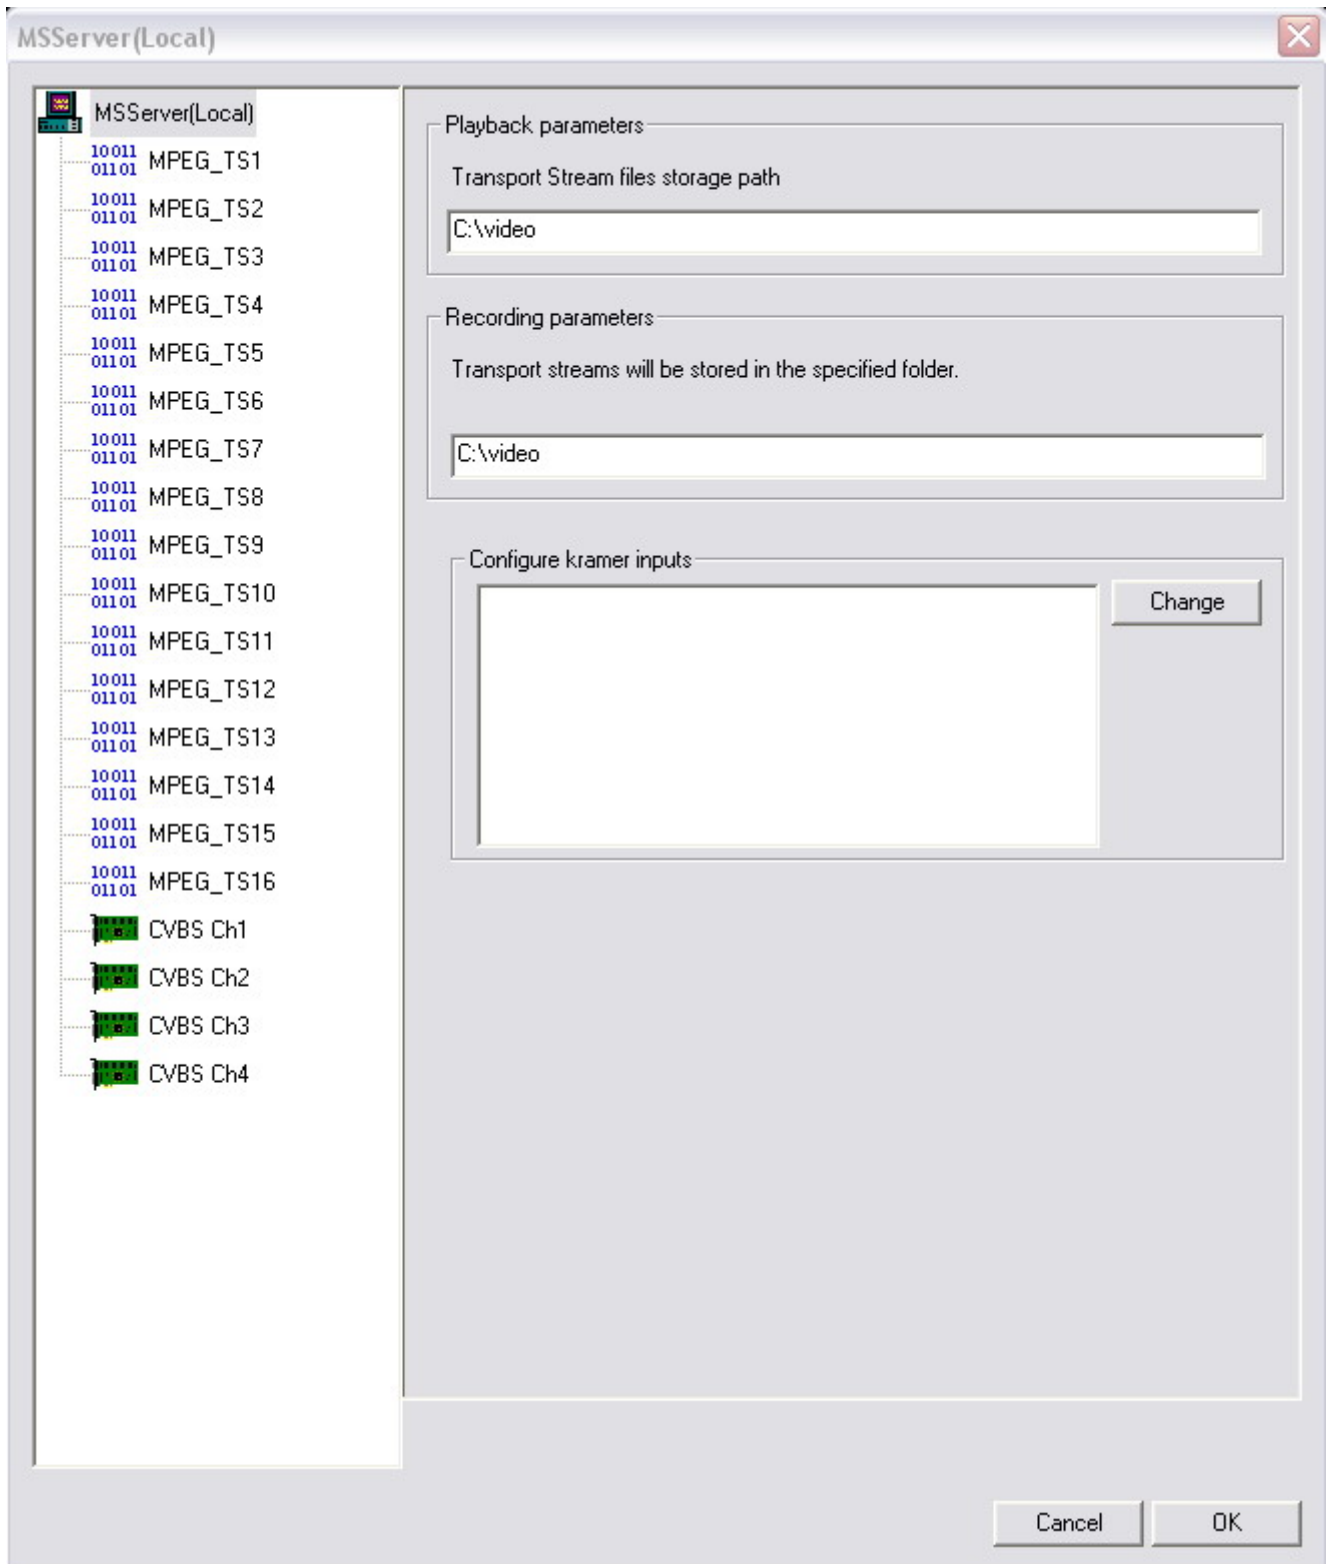 MSServer(Local)
MSServer(Local)
10011
01101
MPEG_TS1
10011
01101
MPEG_TS2
10011
01101
MPEG_TS3
10011
01101
MPEG_TS4
10011
01101
MPEG_TS5
10011
01101
MPEG_TS6
10011
01101
MPEG_TS7
10011
01101
MPEG_TS8
10011
01101
MPEG_TS9
10011
01101
MPEG_TS10
10011
01101
MPEG_TS11
10011
01101
MPEG_TS12
10011
01101
MPEG_TS13
10011
01101
MPEG_TS14
10011
01101
MPEG_TS15
10011
01101
MPEG_TS16
CVBS Ch1
CVBS Ch2
CVBS Ch3
CVBS Ch4
Playback parameters
Transport Stream files storage path
C:\video
Recording parameters
Transport streams will be stored in the specified folder.
C:\video
Configure kramer inputs
Change
Cancel
OK